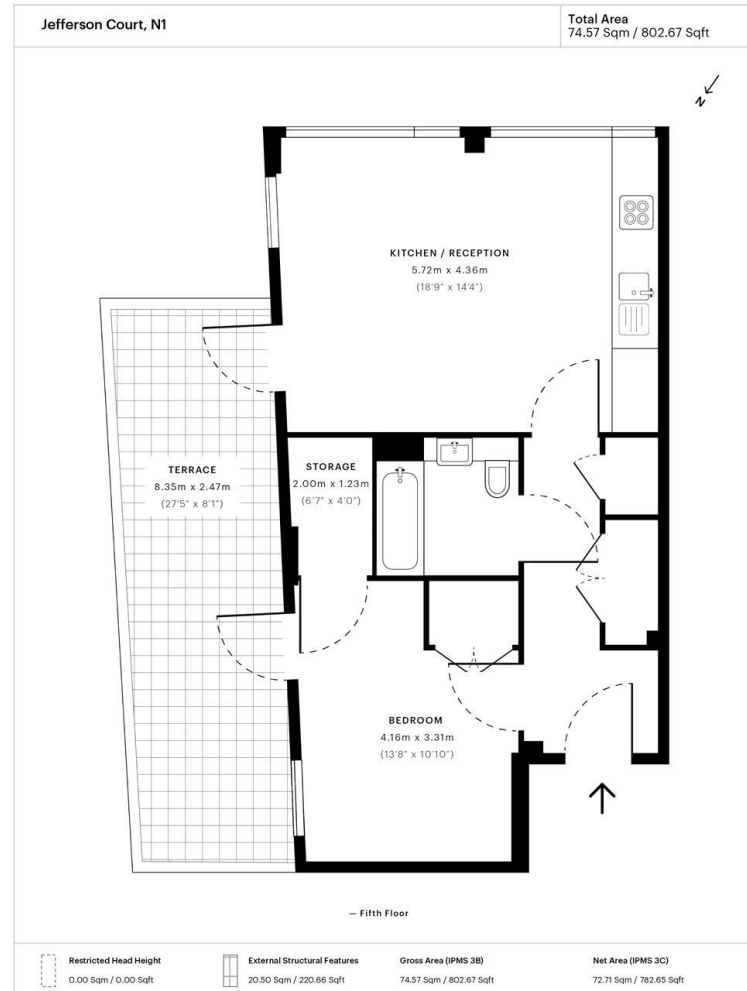 Jefferson Court, N1
Total Area
74.57 Sqm / 802.67 Sqft
N
KITCHEN / RECEPTION
5.72m x 4.36m
(18'9" x 14'4")
TERRACE
8.35m x 2.47m
(27'5" x 8'1")
STORAGE
2.00m x 1.23m
(6'7" x 4'0")
BEDROOM
4.16m x 3.31m
(13'8" x 10'10")
— Fifth Floor
Restricted Head Height
0.00 Sqm / 0.00 Sqft
External Structural Features
20.50 Sqm / 220.66 Sqft
Gross Area (IPMS 3B)
74.57 Sqm / 802.67 Sqft
Net Area (IPMS 3C)
72.71 Sqm / 782.65 Sqft